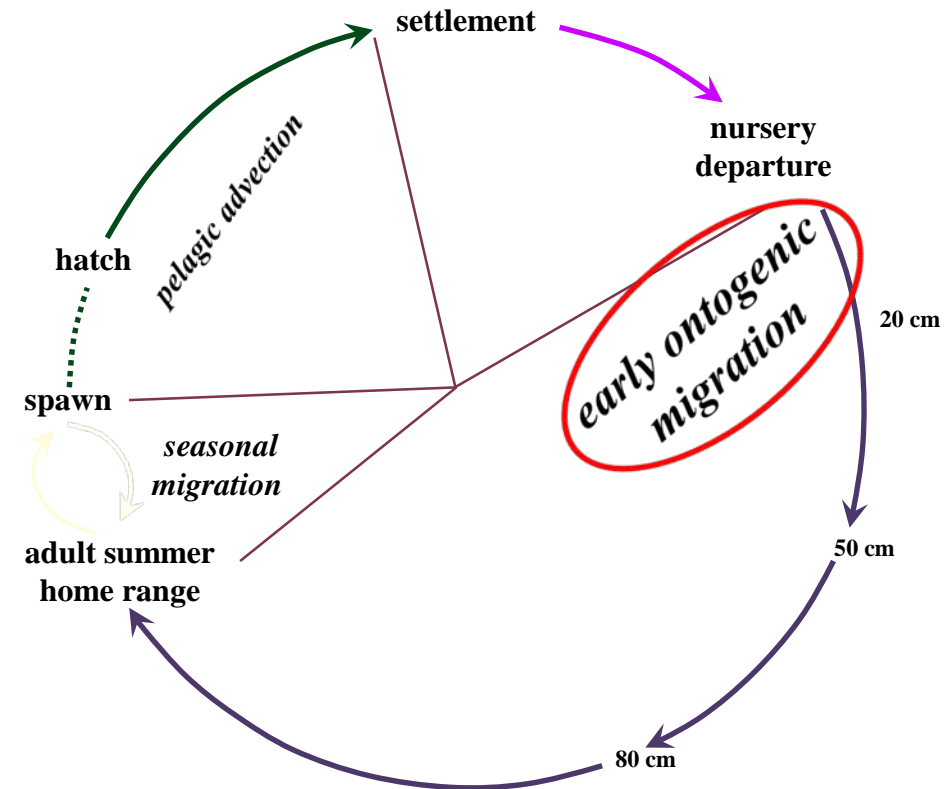 settlement
nursery
departure
pelagic advection
hatch
early ontogenic
migration
20 cm
spawn
seasonal
migration
adult summer
home range
50 cm
80 cm